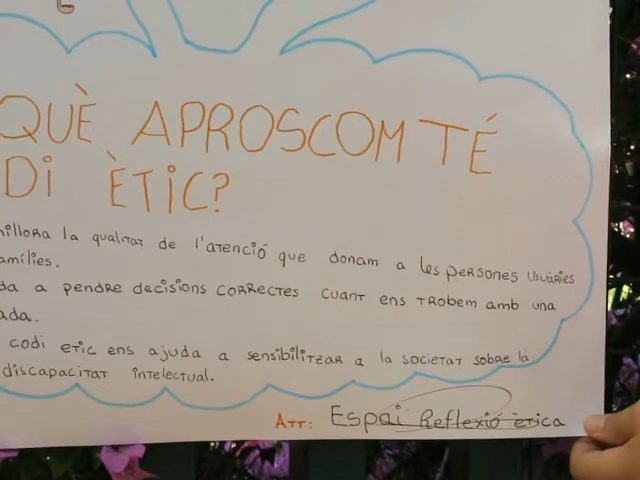 QUÈ APROSCOM TÉ
DI ÈTIC?
millora la qualitat de l'atenció que donam a les persones usuàries
amílies.
da a pendre decisions correctes cuant ens trobem amb una
ada.
codi etic ens ajuda a sensibilitzar a la societat sobre la
discapacitat intelectual.
Att: Espai Reflexió ètica